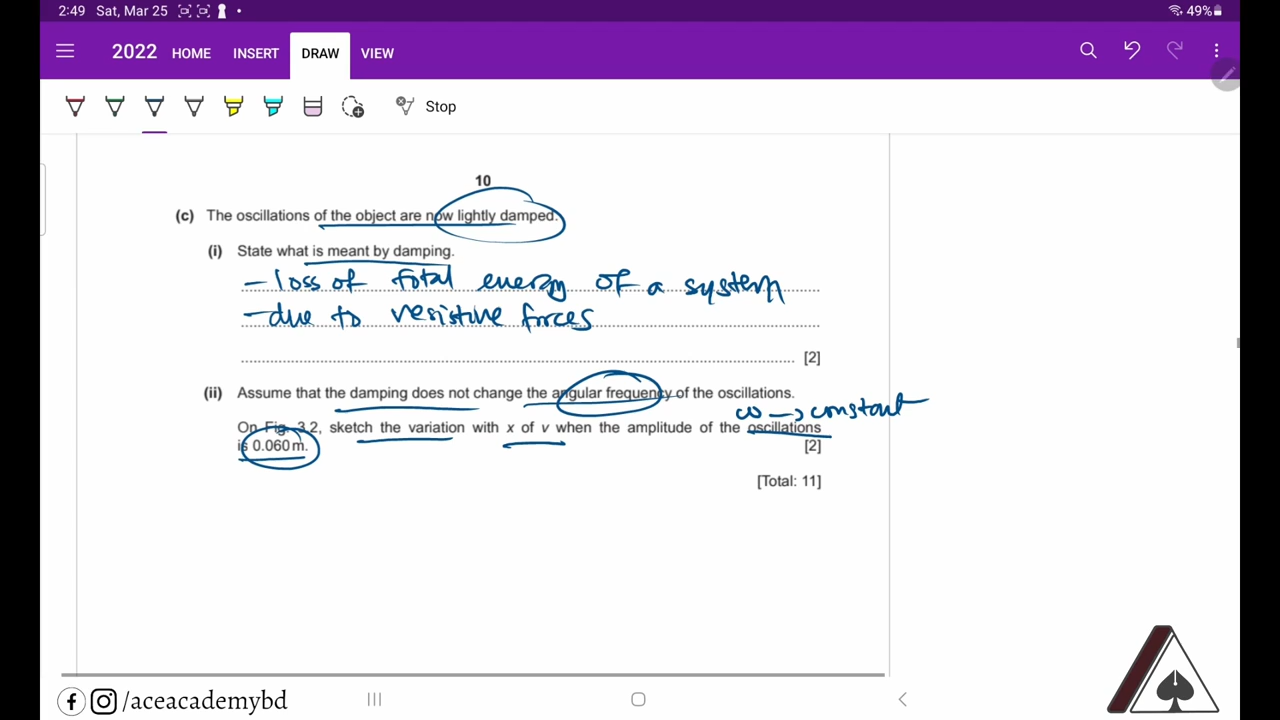 2:49 Sat, Mar 25
49%
2022 HOME INSERT DRAW VIEW
Stop
10
(c) The oscillations of the object are now lightly damped.
(i) State what is meant by damping.
- loss of total energy of a system
- due to resistive forces
[2]
(ii) Assume that the damping does not change the angular frequency of the oscillations.
ω → constant
On Fig. 3.2, sketch the variation with x of v when the amplitude of the oscillations
is 0.060 m.
[2]
[Total: 11]
/aceacademybd